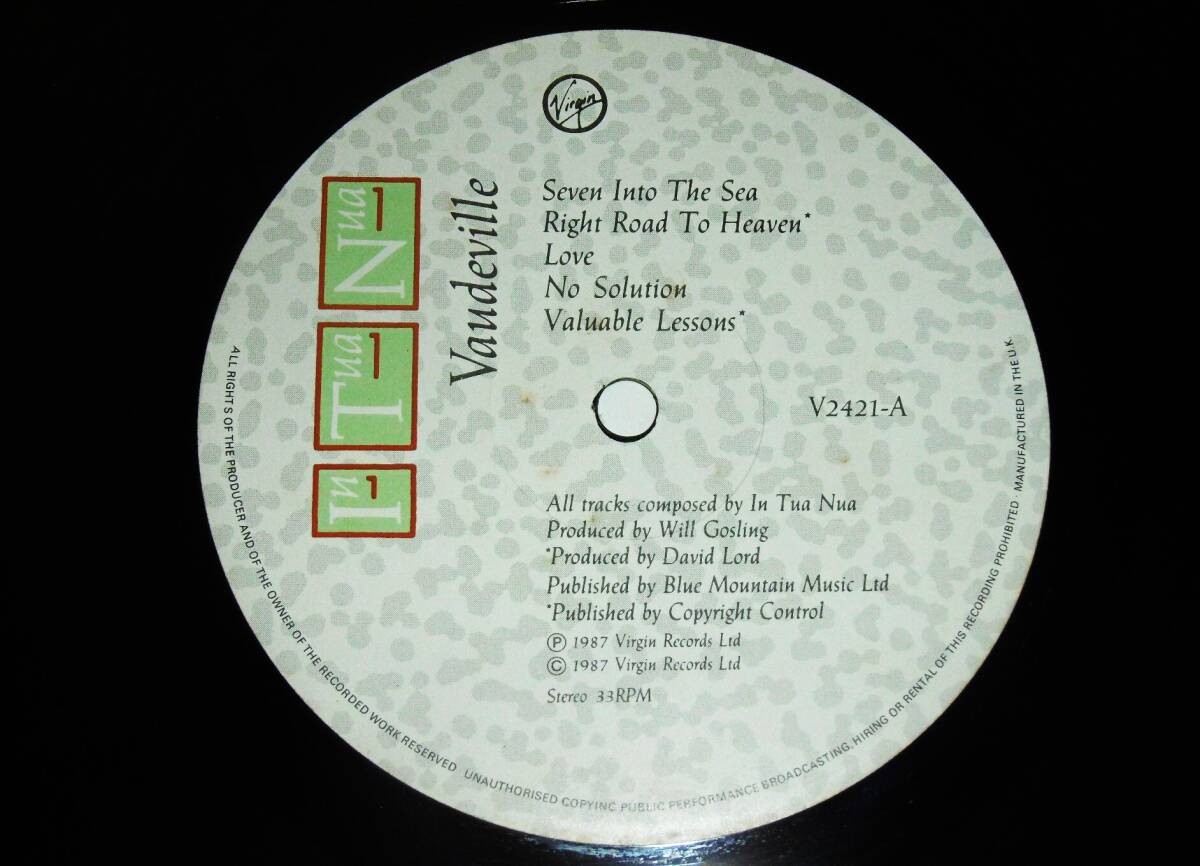 Virgin
In Tua Nua
Vaudeville
Seven Into The Sea
Right Road To Heaven*
Love
No Solution
Valuable Lessons*
V2421-A
All tracks composed by In Tua Nua
Produced by Will Gosling
*Produced by David Lord
Published by Blue Mountain Music Ltd
*Published by Copyright Control
Ⓟ 1987 Virgin Records Ltd
© 1987 Virgin Records Ltd
Stereo 33RPM
ALL RIGHTS OF THE PRODUCER AND OF THE OWNER OF THE RECORDED WORK RESERVED UNAUTHORISED COPYING PUBLIC PERFORMANCE BROADCASTING, HIRING OR RENTAL OF THIS RECORDING PROHIBITED · MANUFACTURED IN THE U.K.